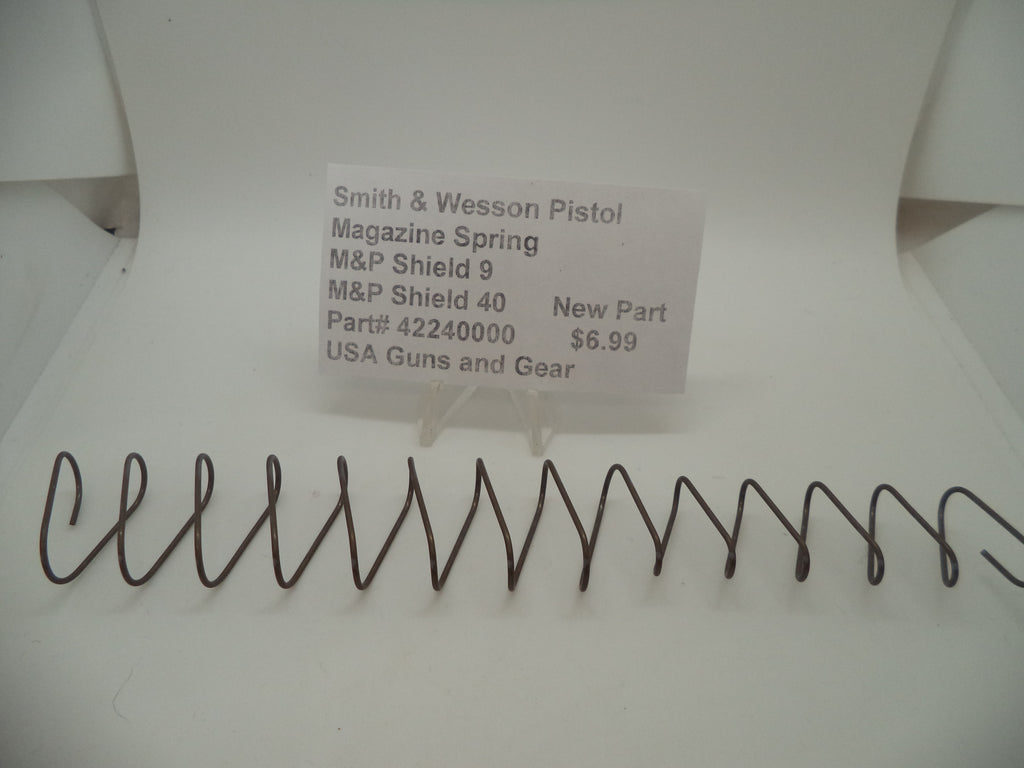 Smith & Wesson Pistol
Magazine Spring
M&P Shield 9
M&P Shield 40 New Part
Part# 42240000 $6.99
USA Guns and Gear